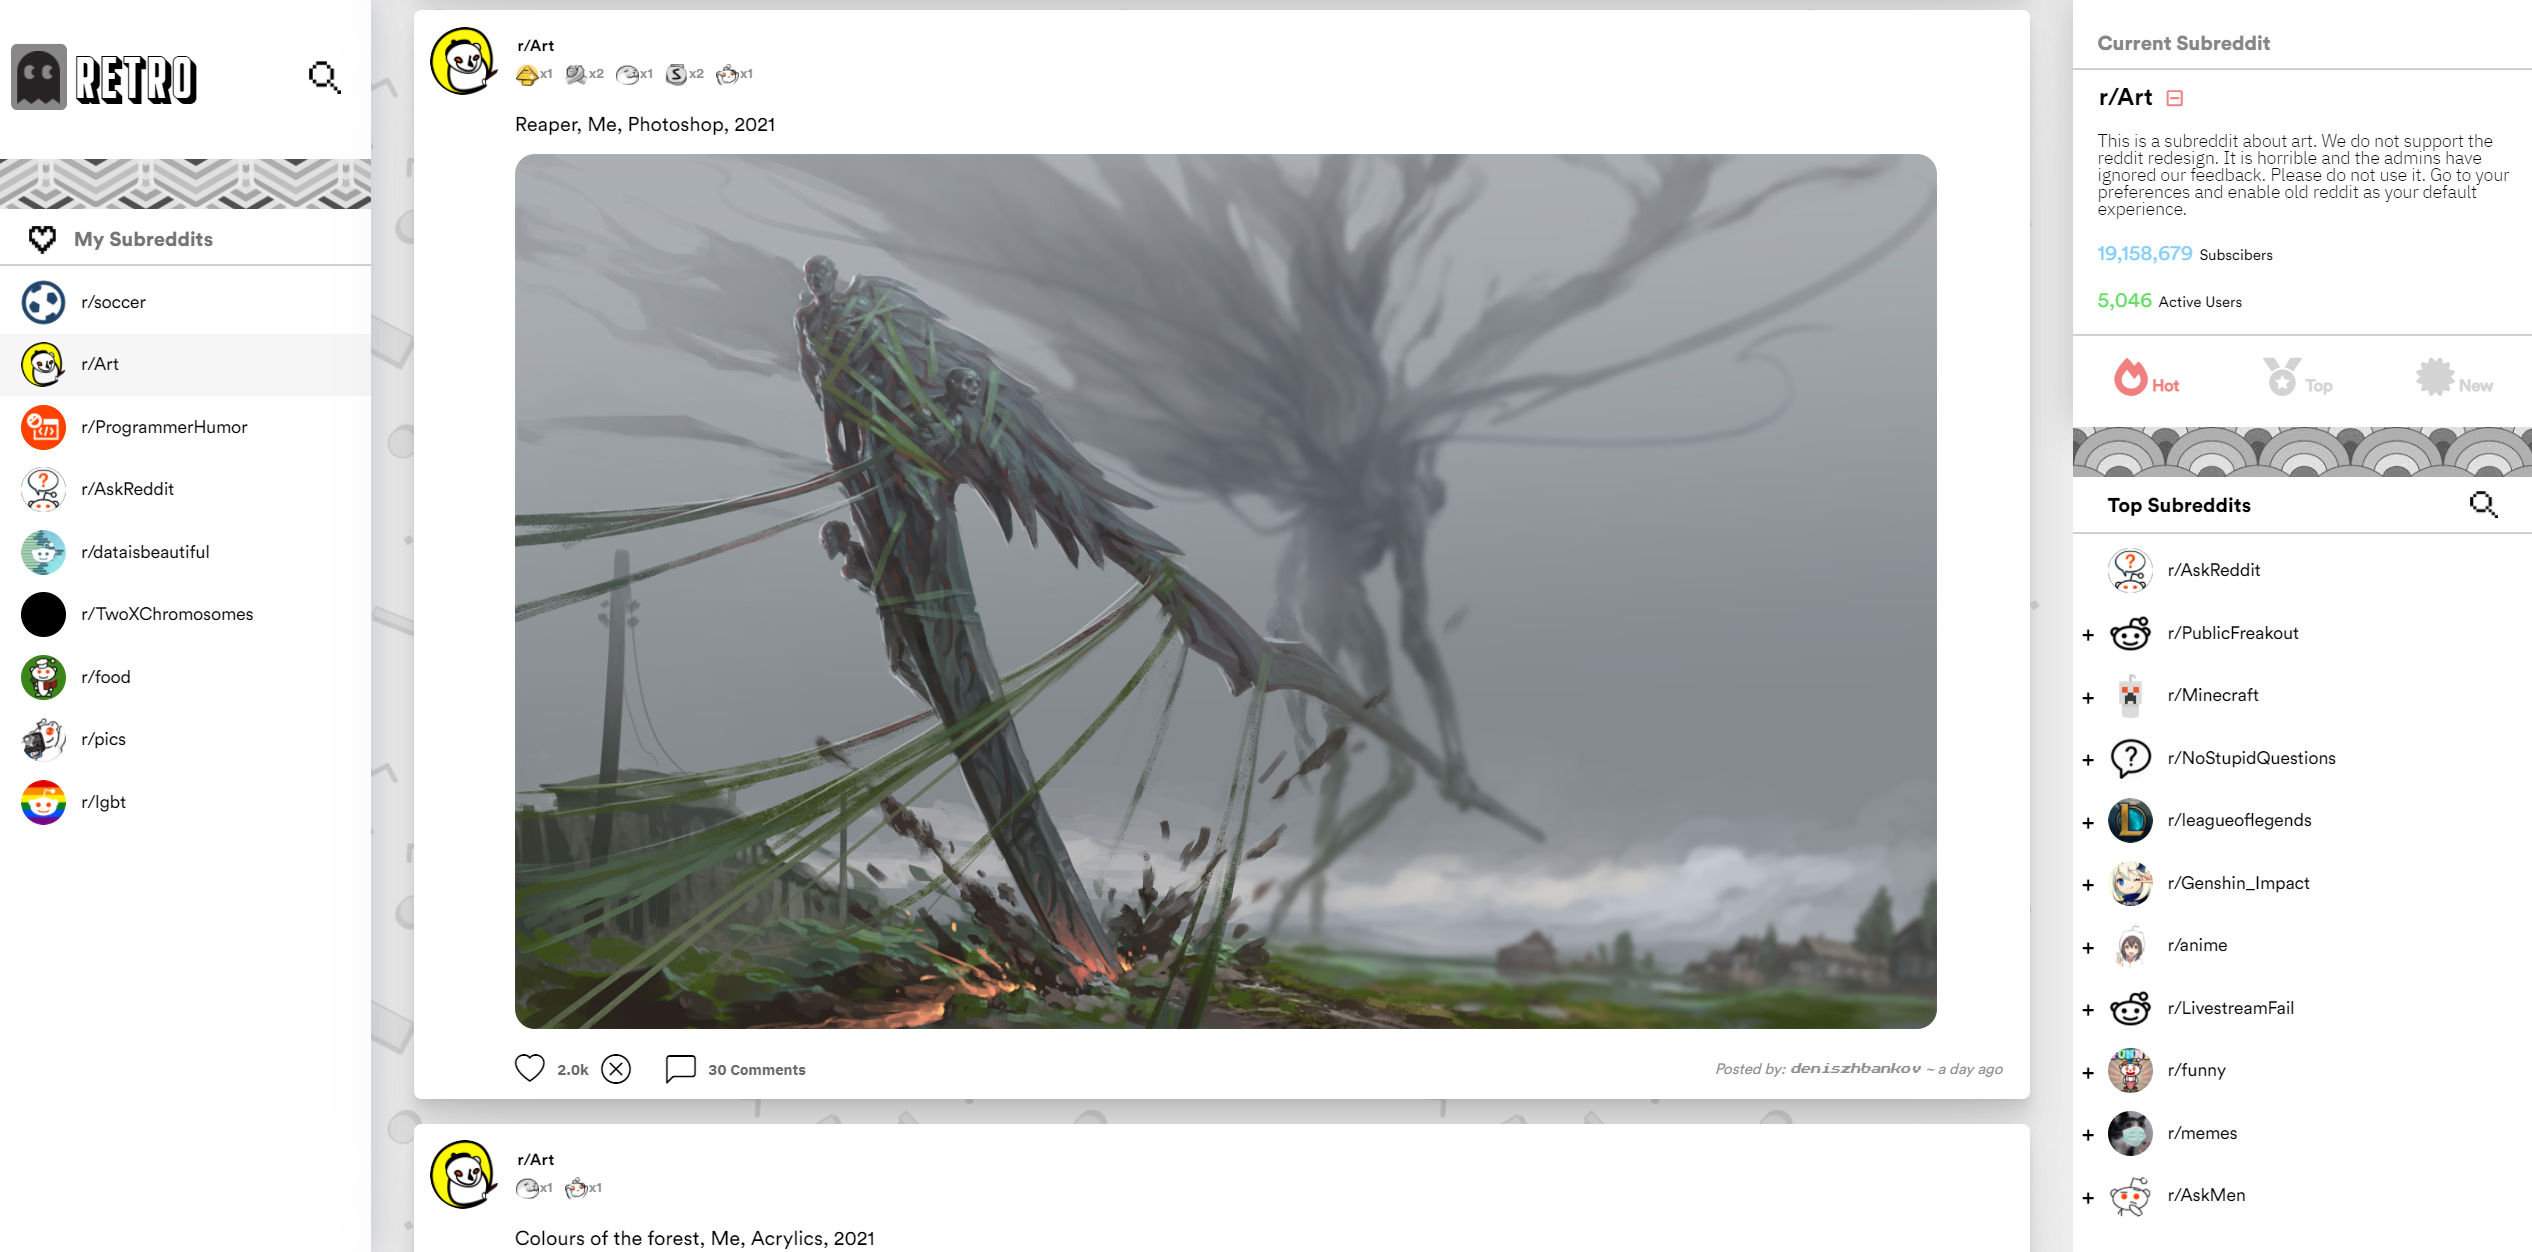 RETRO
My Subreddits
r/soccer
r/Art
r/ProgrammerHumor
r/AskReddit
r/dataisbeautiful
r/TwoXChromosomes
r/food
r/pics
r/lgbt
r/Art
x1 x2 x1 x2 x1
Reaper, Me, Photoshop, 2021
2.0k 30 Comments Posted by: deniszhbankov ~ a day ago
r/Art
x1 x1
Colours of the forest, Me, Acrylics, 2021
Current Subreddit
r/Art
This is a subreddit about art. We do not support the
reddit redesign. It is horrible and the admins have
ignored our feedback. Please do not use it. Go to your
preferences and enable old reddit as your default
experience.
19,158,679 Subscibers
5,046 Active Users
Hot Top New
Top Subreddits
r/AskReddit
+ r/PublicFreakout
+ r/Minecraft
+ r/NoStupidQuestions
+ r/leagueoflegends
+ r/Genshin_Impact
+ r/anime
+ r/LivestreamFail
+ r/funny
+ r/memes
+ r/AskMen